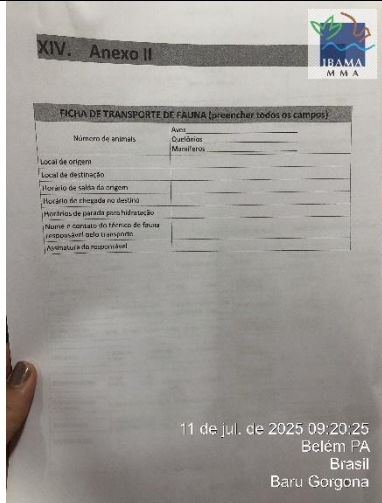 XIV. Anexo II
IBAMA
MMA
FICHA DE TRANSPORTE DE FAUNA (preencher todos os campos)
Número de animais
Aves
Quelônios
Mamíferos
Local de origem
Local de destinação
Horário de saída da origem
Horário de chegada no destino
Horários de parada para hidratação
Nome e contato do técnico de fauna
responsável pelo transporte
Assinatura do responsável
11 de jul. de 2025 09:20:25
Belém PA
Brasil
Baru Gorgona